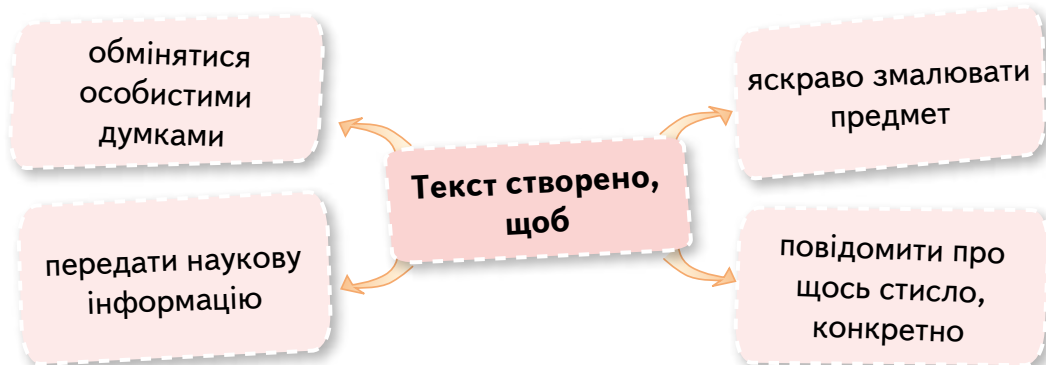 обмінятися
особистими
думками
яскраво змалювати
предмет
Текст створено,
щоб
передати наукову
інформацію
повідомити про
щось стисло,
конкретно